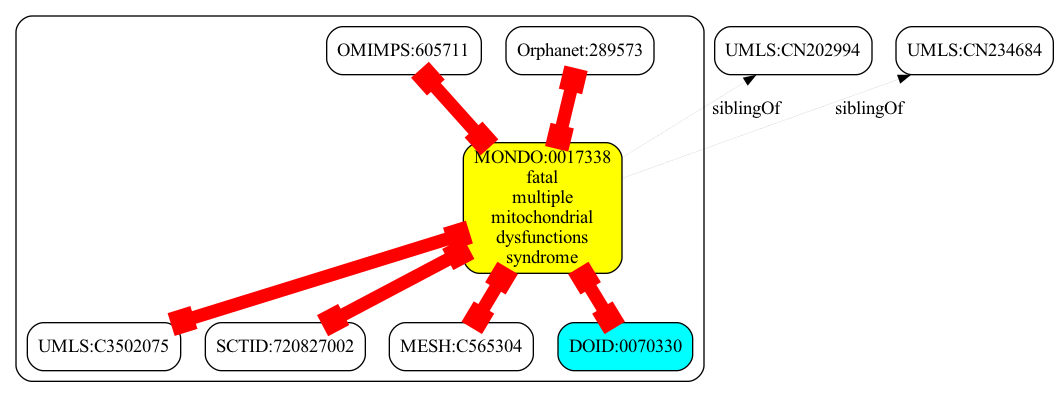 OMIMPS:605711
Orphanet:289573
UMLS:CN202994
UMLS:CN234684
siblingOf
siblingOf
MONDO:0017338
fatal
multiple
mitochondrial
dysfunctions
syndrome
UMLS:C3502075
SCTID:720827002
MESH:C565304
DOID:0070330